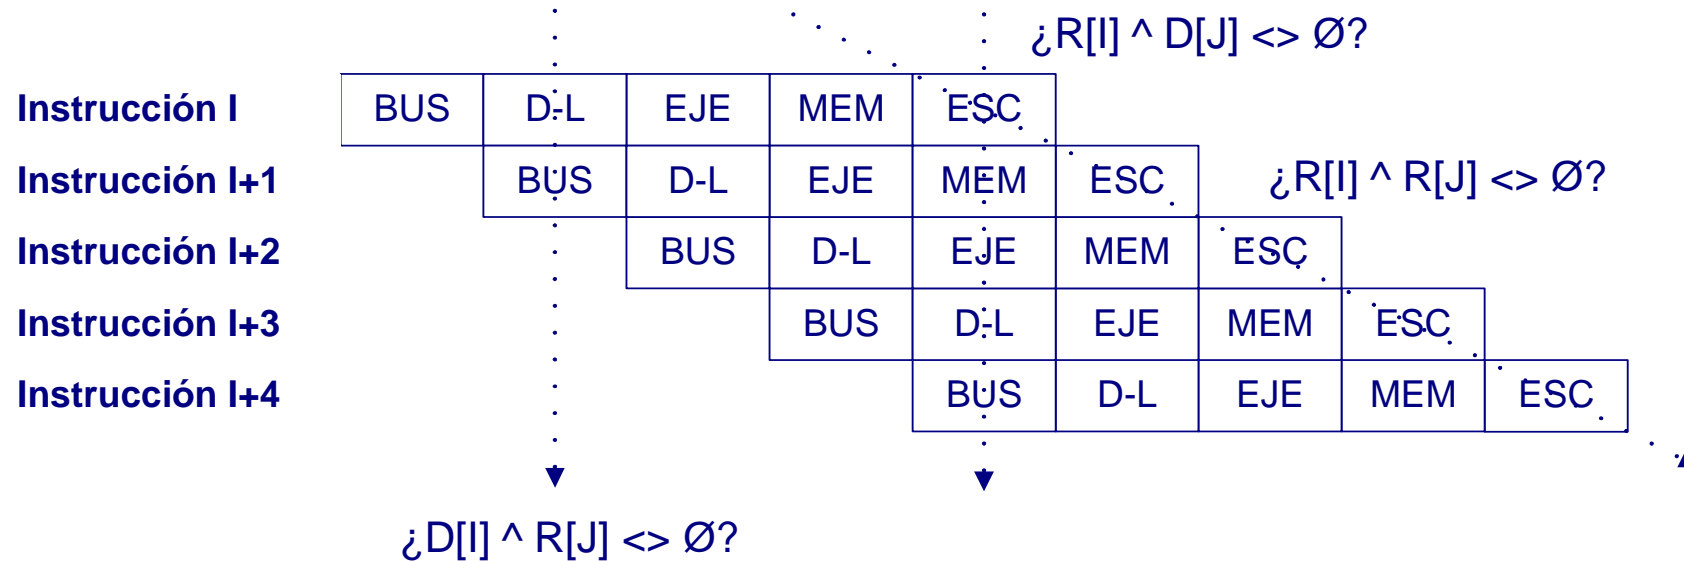 ¿R[I] ^ D[J] <> Ø?
Instrucción I BUS D-L EJE MEM ESC
Instrucción I+1 BUS D-L EJE MEM ESC ¿R[I] ^ R[J] <> Ø?
Instrucción I+2 BUS D-L EJE MEM ESC
Instrucción I+3 BUS D-L EJE MEM ESC
Instrucción I+4 BUS D-L EJE MEM ESC
¿D[I] ^ R[J] <> Ø?